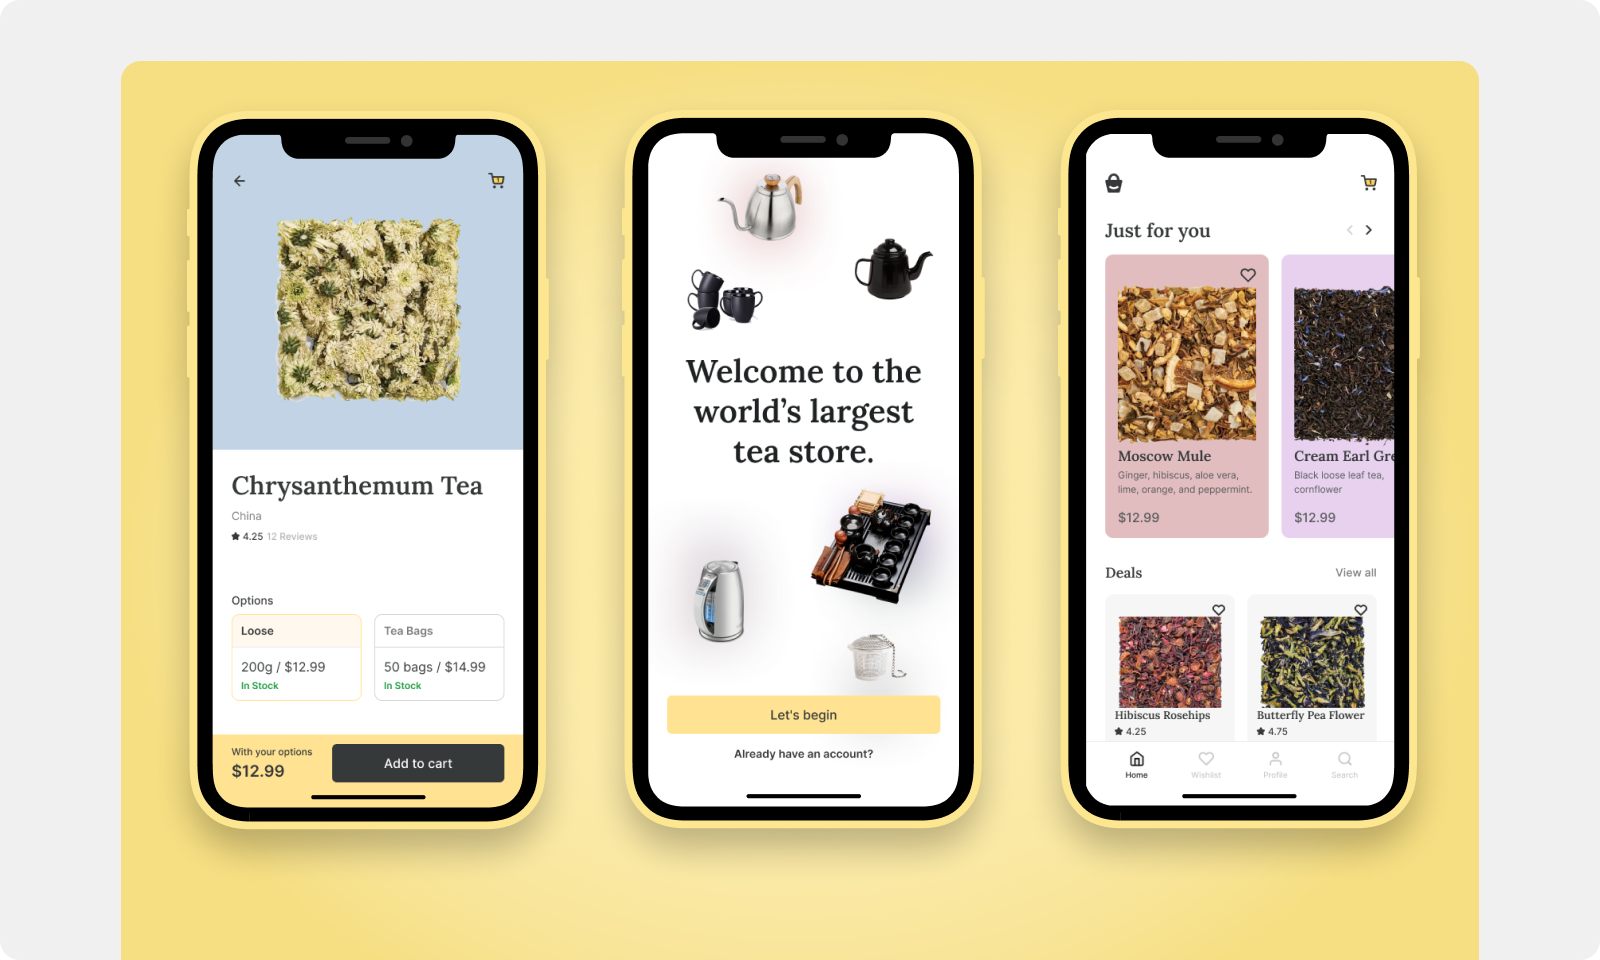 Chrysanthemum Tea
China
4.25 12 Reviews
Options
Loose
200g / $12.99
In Stock
Tea Bags
50 bags / $14.99
In Stock
With your options
$12.99
Add to cart
Welcome to the
world’s largest
tea store.
Let's begin
Already have an account?
Just for you
Moscow Mule
Ginger, hibiscus, aloe vera,
lime, orange, and peppermint.
$12.99
Cream Earl Gre
Black loose leaf tea,
cornflower
$12.99
Deals
View all
Hibiscus Rosehips
4.25
Butterfly Pea Flower
4.75
Home
Wishlist
Profile
Search